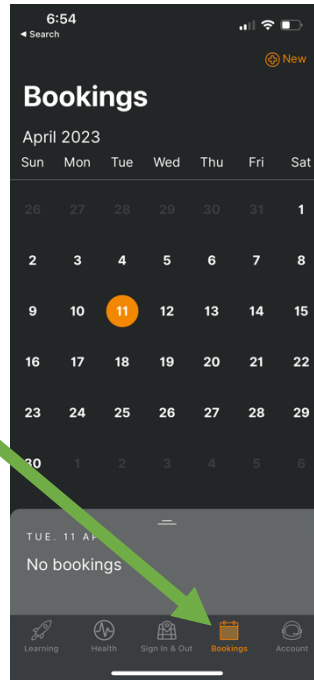 6:54
◄ Search
New
Bookings
April 2023
Sun Mon Tue Wed Thu Fri Sat
26 27 28 29 30 31 1
2 3 4 5 6 7 8
9 10 11 12 13 14 15
16 17 18 19 20 21 22
23 24 25 26 27 28 29
30 1 2 3 4 5 6
TUE. 11 AP
No bookings
Learning Health Sign In & Out Bookings Account